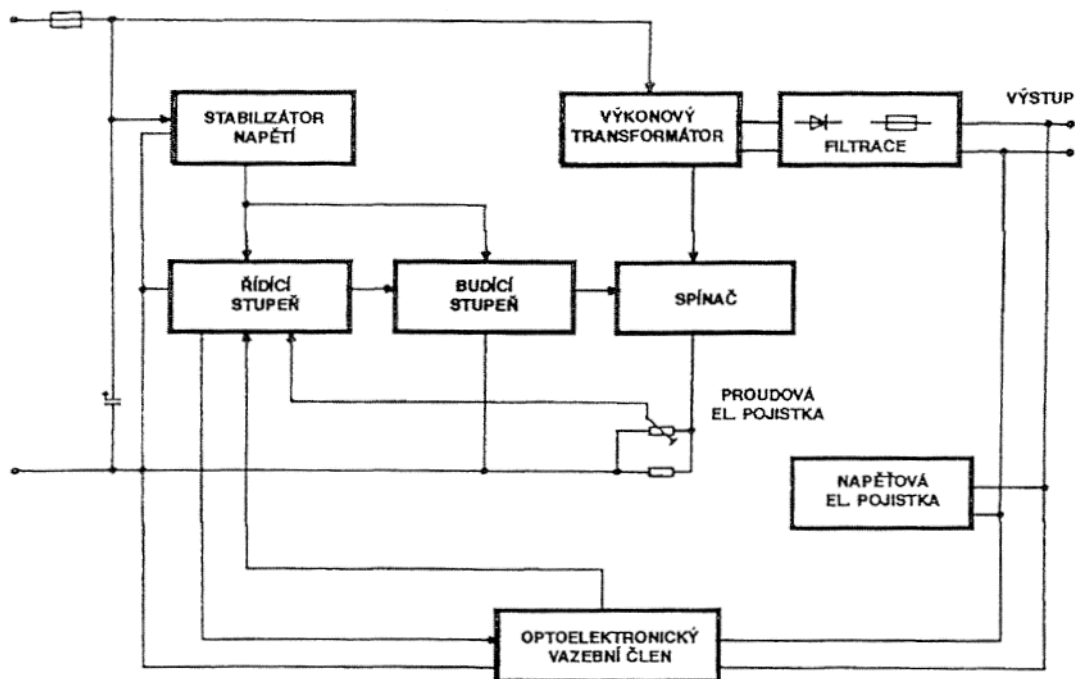 STABILIZÁTOR
NAPĚTÍ
VÝKONOVÝ
TRANSFORMÁTOR
FILTRACE
VÝSTUP
ŘÍDÍCÍ
STUPEŇ
BUDÍCÍ
STUPEŇ
SPÍNAČ
PROUDOVÁ
EL. POJISTKA
NAPĚŤOVÁ
EL. POJISTKA
OPTOELEKTRONICKÝ
VAZEBNÍ ČLEN